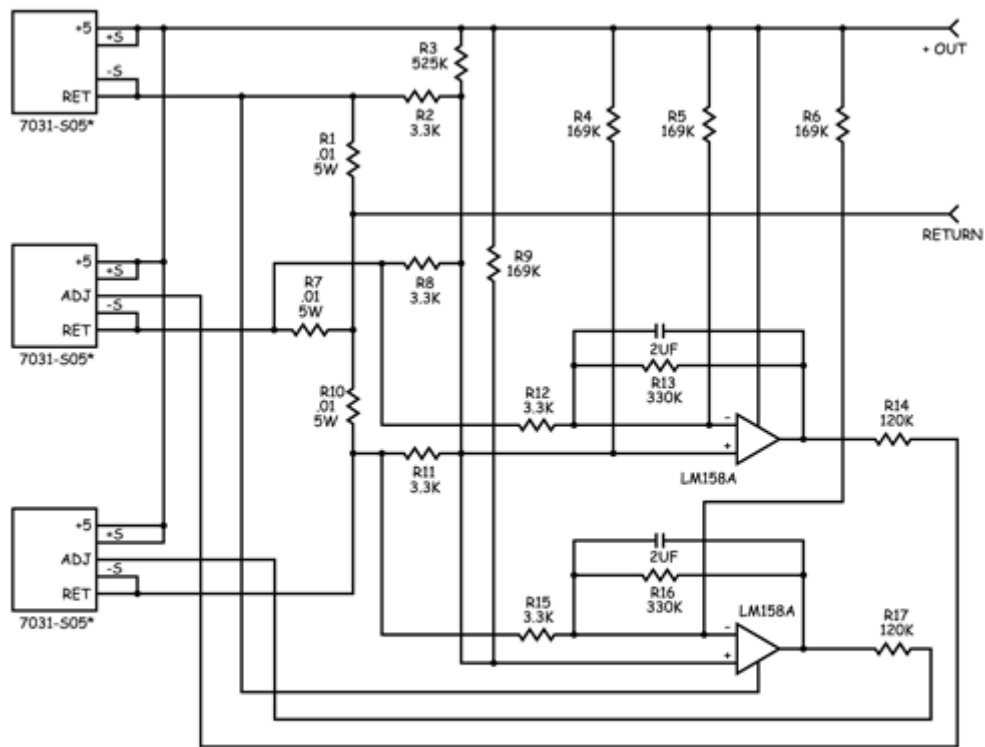 +5
+S
-S
RET
7031-S05*
R3
525K
R2
3.3K
R1
.01
5W
R4
169K
R5
169K
R6
169K
+ OUT
RETURN
+5
+S
ADJ
-S
RET
7031-S05*
R7
.01
5W
R8
3.3K
R9
169K
R10
.01
5W
2UF
R13
330K
R12
3.3K
-
+
LM158A
R14
120K
R11
3.3K
+5
+S
ADJ
-S
RET
7031-S05*
2UF
R16
330K
R15
3.3K
LM158A
-
+
R17
120K